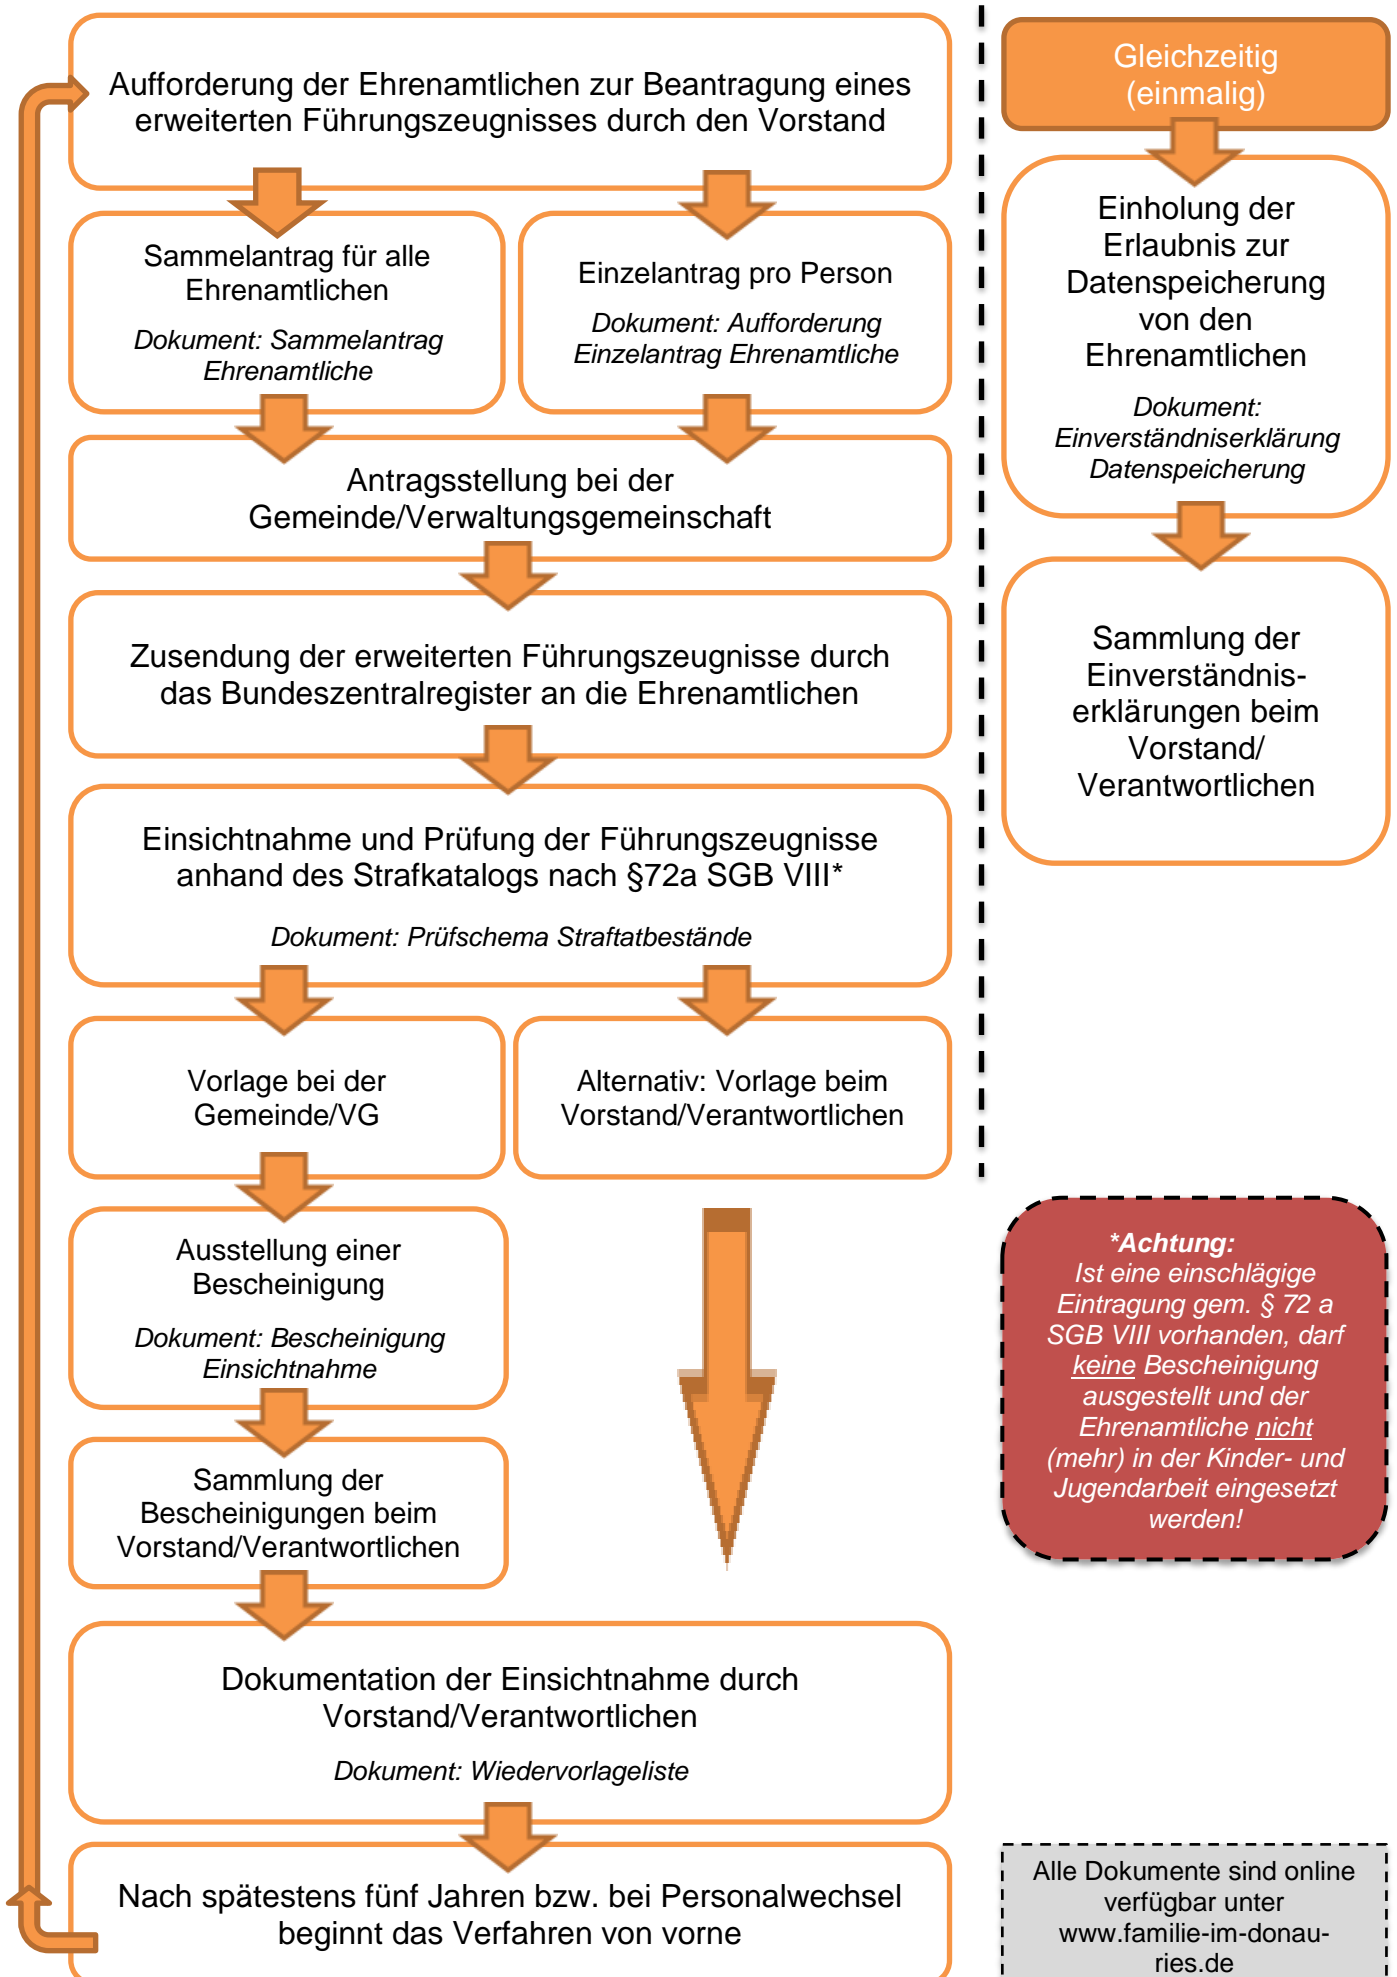 Aufforderung der Ehrenamtlichen zur Beantragung eines
erweiterten Führungszeugnisses durch den Vorstand
Sammelantrag für alle
Ehrenamtlichen
Dokument: Sammelantrag
Ehrenamtliche
Einzelantrag pro Person
Dokument: Aufforderung
Einzelantrag Ehrenamtliche
Antragsstellung bei der
Gemeinde/Verwaltungsgemeinschaft
Zusendung der erweiterten Führungszeugnisse durch
das Bundeszentralregister an die Ehrenamtlichen
Einsichtnahme und Prüfung der Führungszeugnisse
anhand des Strafkatalogs nach §72a SGB VIII*
Dokument: Prüfschema Straftatbestände
Vorlage bei der
Gemeinde/VG
Alternativ: Vorlage beim
Vorstand/Verantwortlichen
Ausstellung einer
Bescheinigung
Dokument: Bescheinigung
Einsichtnahme
Sammlung der
Bescheinigungen beim
Vorstand/Verantwortlichen
Dokumentation der Einsichtnahme durch
Vorstand/Verantwortlichen
Dokument: Wiedervorlageliste
Nach spätestens fünf Jahren bzw. bei Personalwechsel
beginnt das Verfahren von vorne
Gleichzeitig
(einmalig)
Einholung der
Erlaubnis zur
Datenspeicherung
von den
Ehrenamtlichen
Dokument:
Einverständniserklärung
Datenspeicherung
Sammlung der
Einverständnis-
erklärungen beim
Vorstand/
Verantwortlichen
*Achtung:
Ist eine einschlägige
Eintragung gem. § 72 a
SGB VIII vorhanden, darf
keine Bescheinigung
ausgestellt und der
Ehrenamtliche nicht
(mehr) in der Kinder- und
Jugendarbeit eingesetzt
werden!
Alle Dokumente sind online
verfügbar unter
www.familie-im-donau-
ries.de